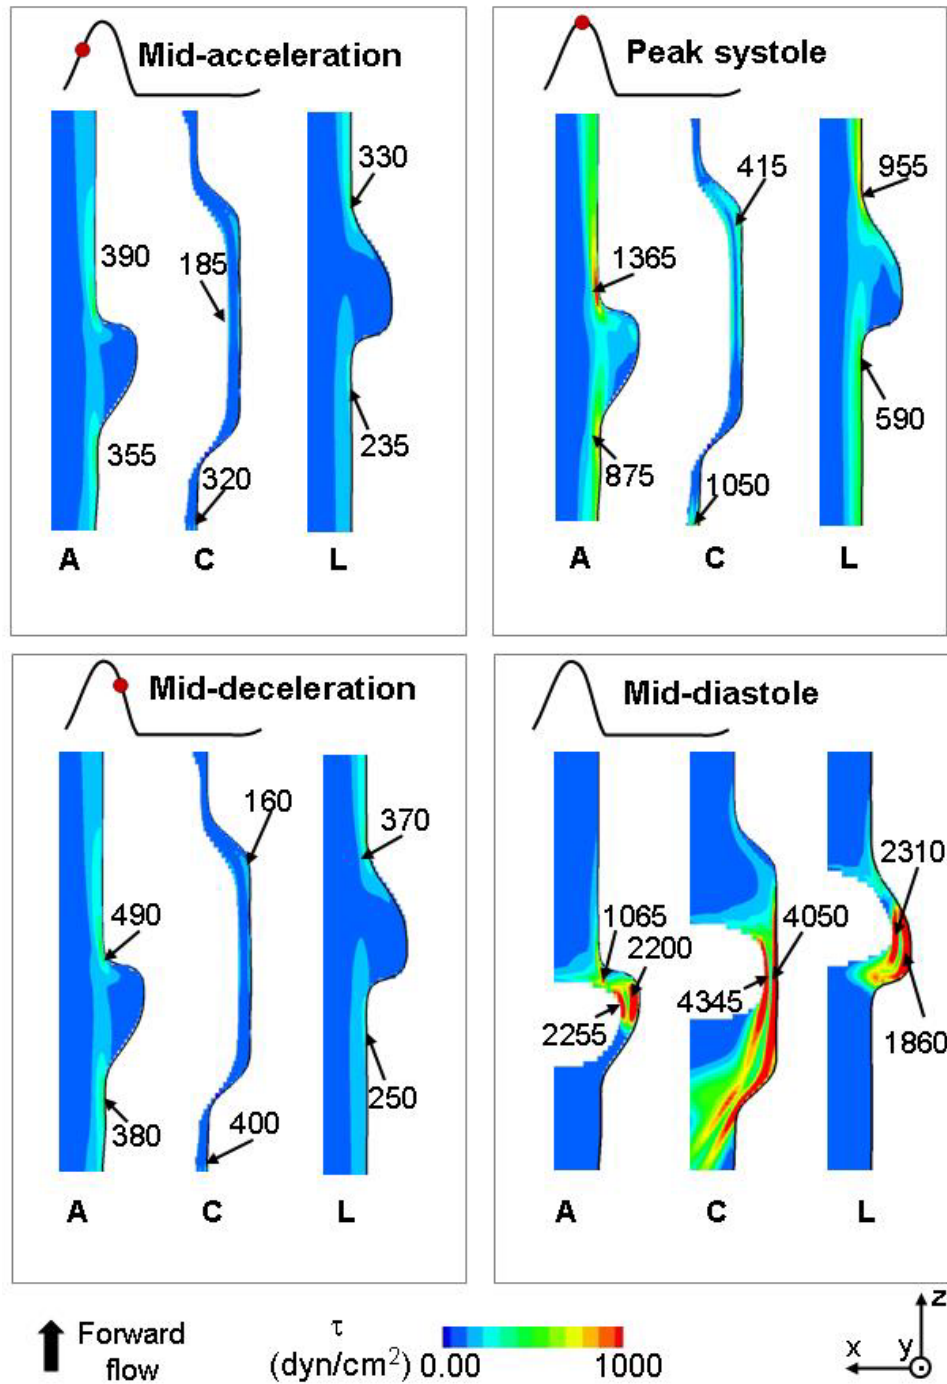 Mid-acceleration
330
390
185
355
320
235
A
C
L
Peak systole
415
955
1365
875
1050
590
A
C
L
Mid-deceleration
160
370
490
380
400
250
A
C
L
Mid-diastole
2310
1065
2200
4050
4345
2255
1860
A
C
L
Forward
flow
τ
(dyn/cm²)
0.00
1000
z
x
y